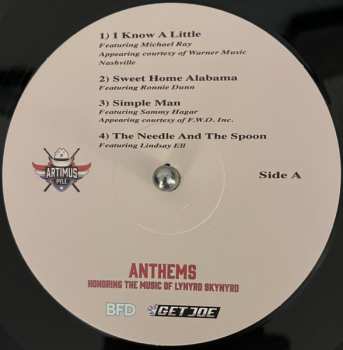 1) I Know A Little
Featuring Michael Ray
Appearing courtesy of Warner Music
Nashville
2) Sweet Home Alabama
Featuring Ronnie Dunn
3) Simple Man
Featuring Sammy Hagar
Appearing courtesy of F.W.D. Inc.
4) The Needle And The Spoon
Featuring Lindsay Ell
ARTIMUS
PYLE
Side A
ANTHEMS
HONORING THE MUSIC OF LYNYRD SKYNYRD
BFD
GET JOE